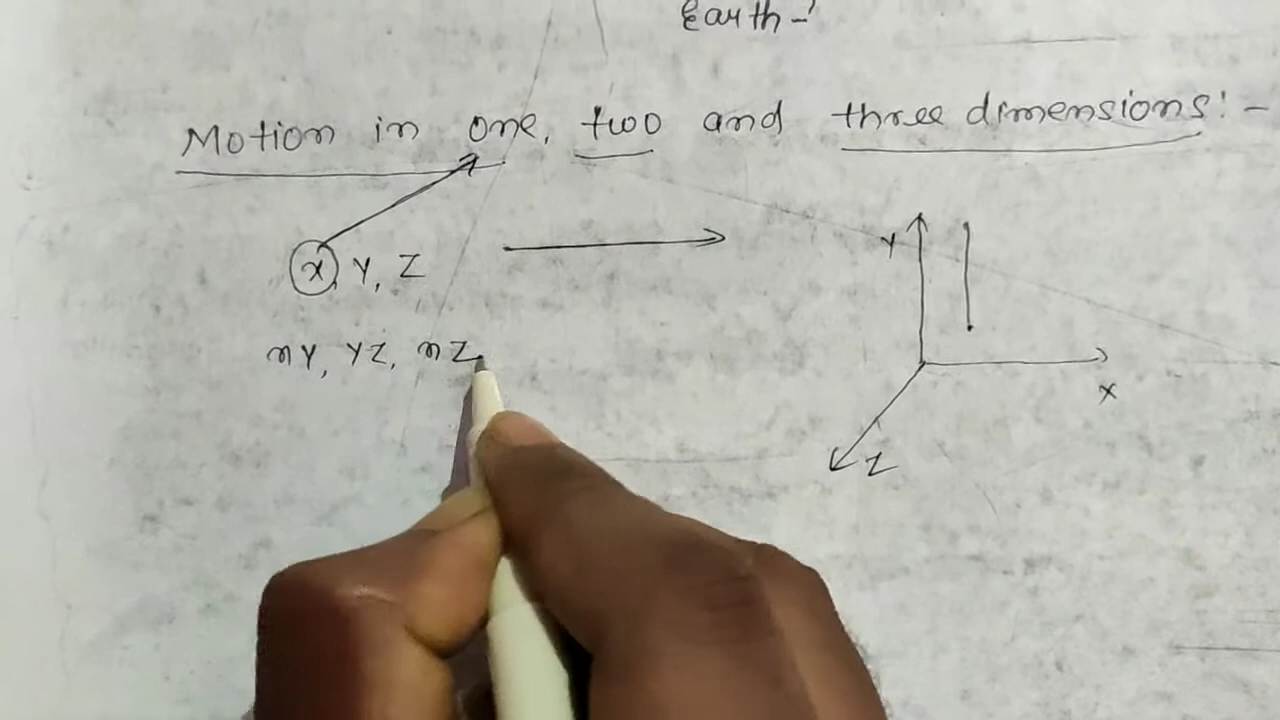 Earth -
Motion in one, two and three dimensions: -
X, Y, Z
xy, yz, xz
Y
X
Z